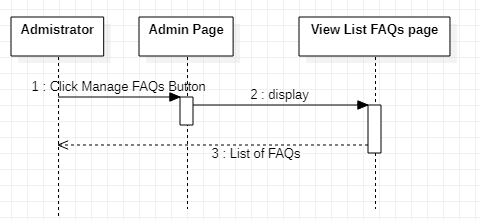 Admistrator
Admin Page
View List FAQs page
1 : Click Manage FAQs Button
2 : display
3 : List of FAQs